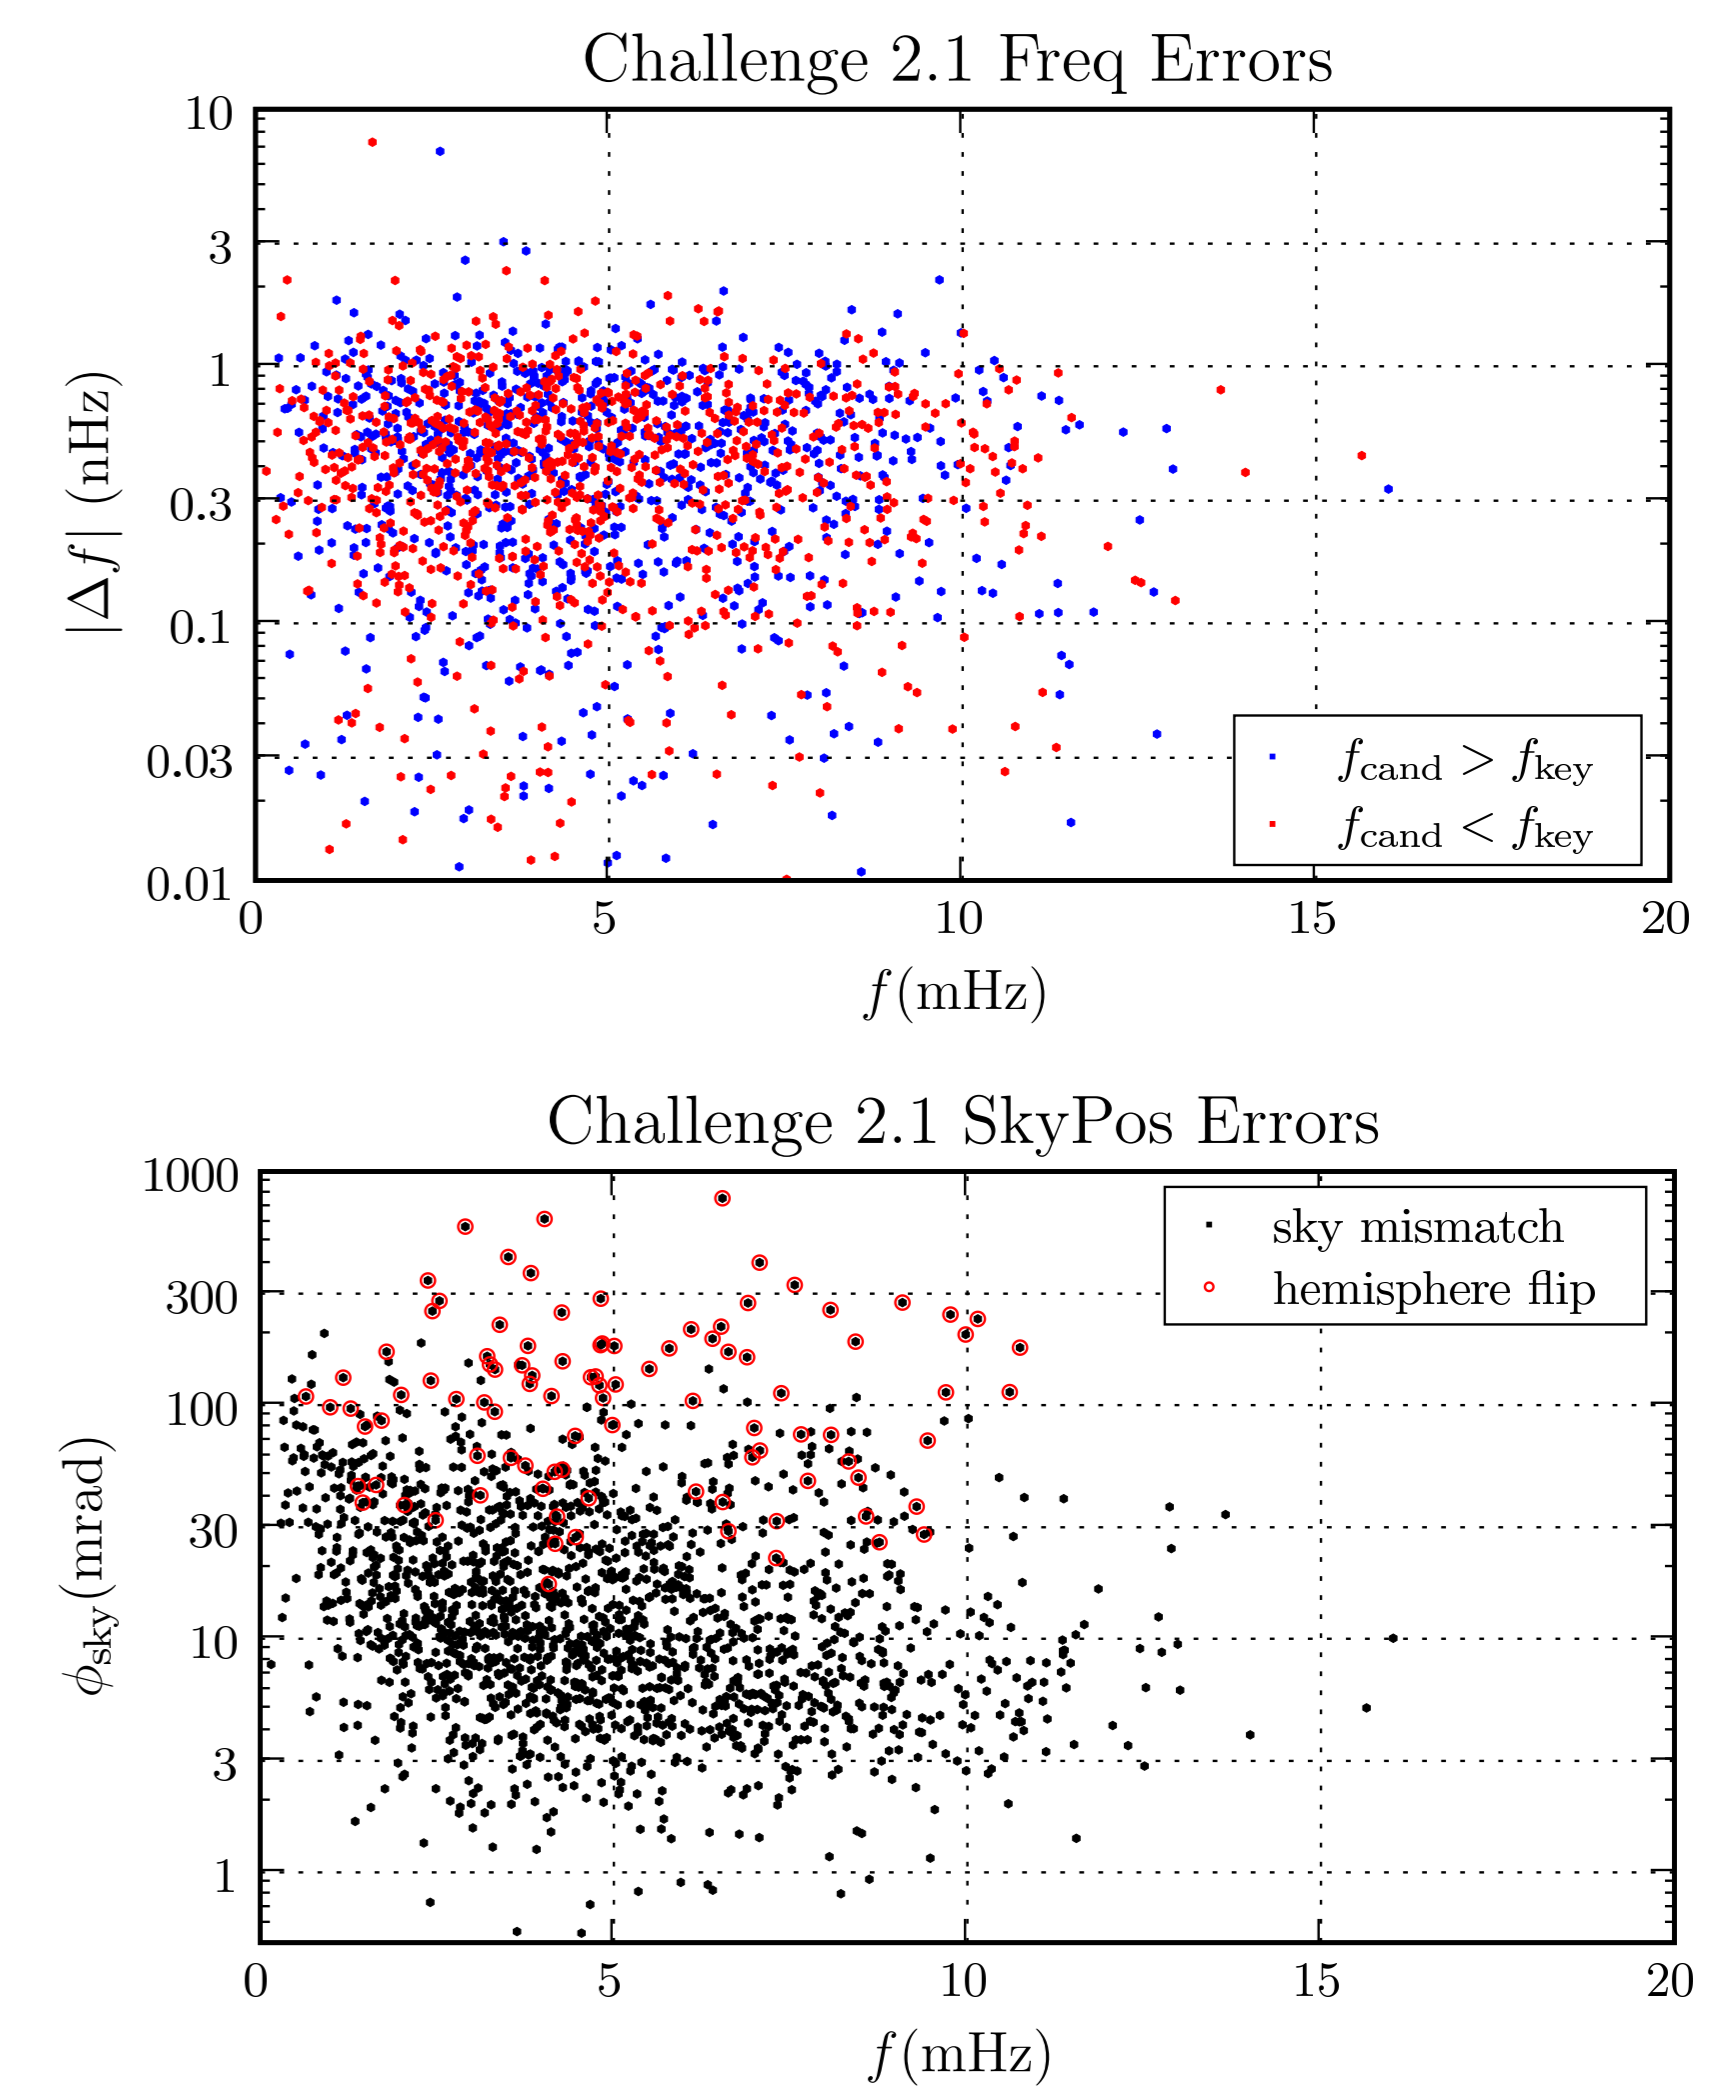 Challenge 2.1 Freq Errors
10
3
1
0.3
0.1
0.03
0.01
|Δf| (nHz)
f_cand > f_key
f_cand < f_key
0 5 10 15 20
f (mHz)
Challenge 2.1 SkyPos Errors
1000
300
100
30
10
3
1
ϕ_sky (mrad)
sky mismatch
hemisphere flip
0 5 10 15 20
f (mHz)